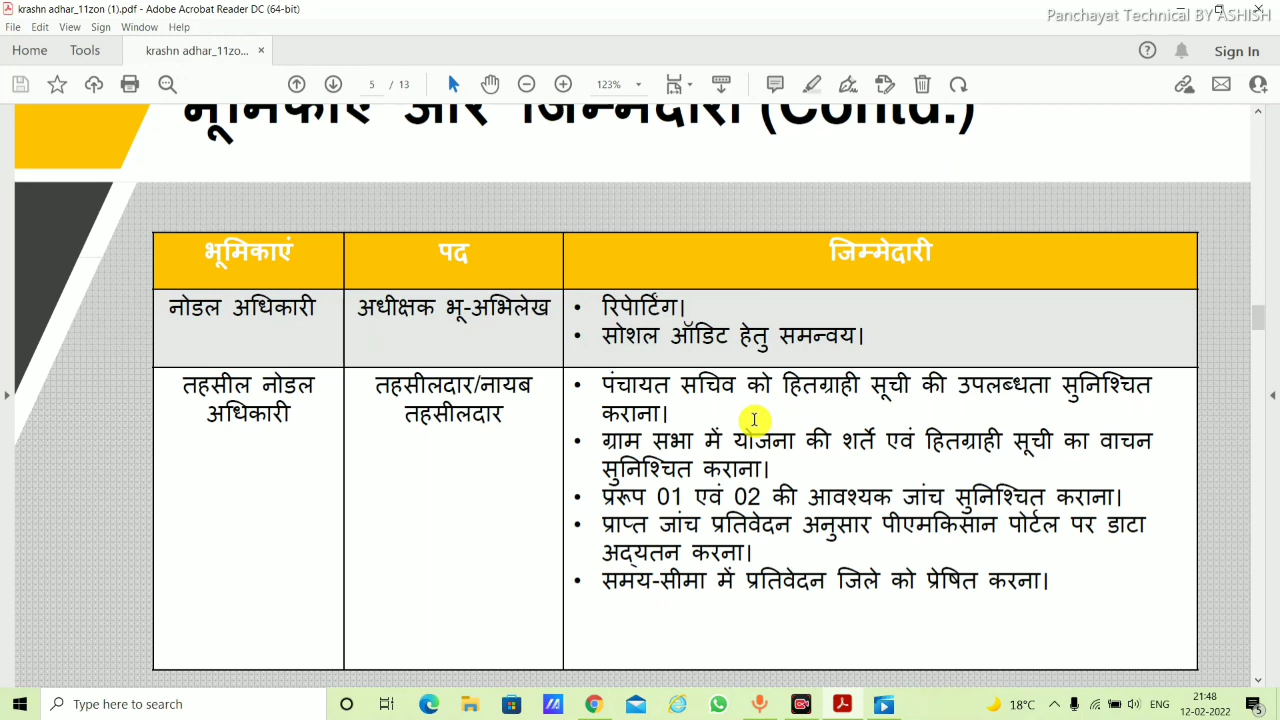 krashn adhar_11zon (1).pdf - Adobe Acrobat Reader DC (64-bit)
Panchayat Technical BY ASHISH
File Edit View Sign Window Help
Home Tools krashn adhar_11zo... × Sign In
5 / 13 123%
भूमिकाएं और जिम्मेदारी (Contd.)
भूमिकाएं पद जिम्मेदारी
नोडल अधिकारी अधीक्षक भू-अभिलेख • रिपोर्टिंग।
• सोशल ऑडिट हेतु समन्वय।
तहसील नोडल तहसीलदार/नायब • पंचायत सचिव को हितग्राही सूची की उपलब्धता सुनिश्चित
अधिकारी तहसीलदार कराना।
• ग्राम सभा में योजना की शर्ते एवं हितग्राही सूची का वाचन
सुनिश्चित कराना।
• प्ररूप 01 एवं 02 की आवश्यक जांच सुनिश्चित कराना।
• प्राप्त जांच प्रतिवेदन अनुसार पीएमकिसान पोर्टल पर डाटा
अद्यतन करना।
• समय-सीमा में प्रतिवेदन जिले को प्रेषित करना।
Type here to search 18°C ENG 21:48
12-02-2022 5